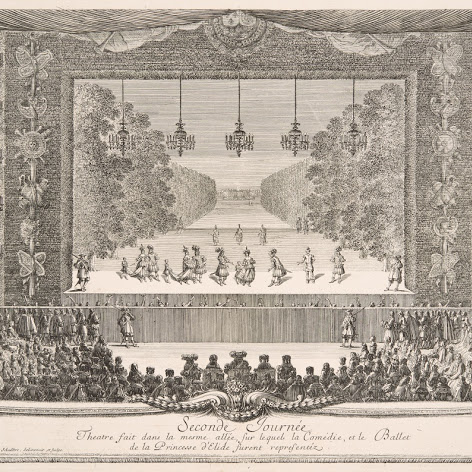 Seconde Journée
Theatre fait dans la mesme allée, sur lequel la Comédie, et le Ballet
de la Princesse d'Elide furent representez